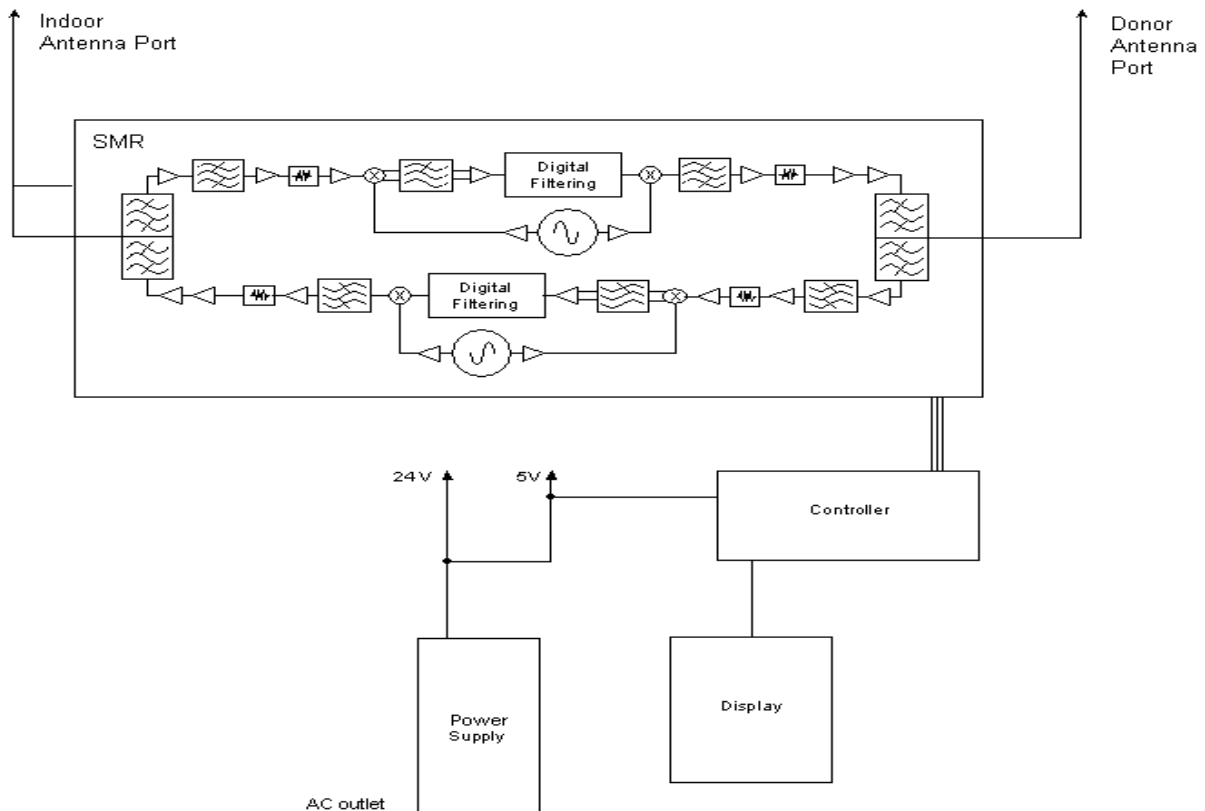 Indoor
Antenna Port
Donor
Antenna
Port
SMR
Digital
Filtering
X
X
Digital
Filtering
X
X
24V
5V
Controller
Power
Supply
Display
AC outlet